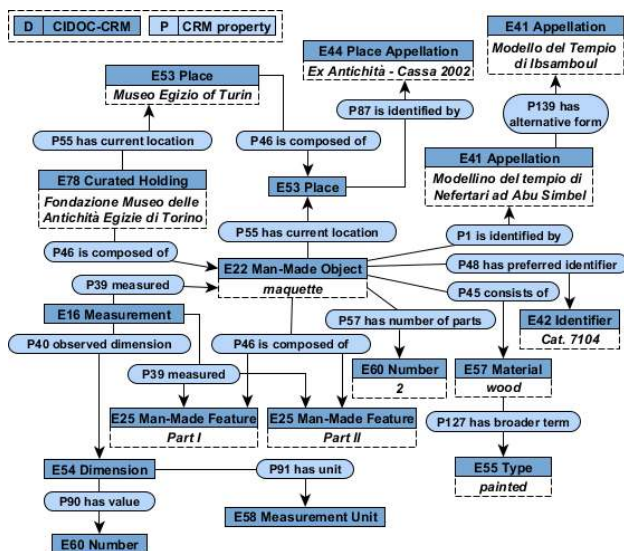 D CIDOC-CRM P CRM property
E41 Appellation
Modello del Tempio
di Ibsamboul
E44 Place Appellation
Ex Antichità - Cassa 2002
E53 Place
Museo Egizio of Turin
P139 has
alternative form
P87 is identified by
P55 has current location
P46 is composed of
E41 Appellation
Modellino del tempio di
Nefertari ad Abu Simbel
E78 Curated Holding
Fondazione Museo delle
Antichità Egizie di Torino
E53 Place
P55 has current location
P1 is identified by
P46 is composed of
E22 Man-Made Object
maquette
P48 has preferred identifier
P39 measured
P45 consists of
E16 Measurement
E42 Identifier
Cat. 7104
P57 has number of parts
P40 observed dimension
P46 is composed of
E60 Number
2
E57 Material
wood
P39 measured
E25 Man-Made Feature
Part I
E25 Man-Made Feature
Part II
P127 has broader term
E54 Dimension
P91 has unit
E55 Type
painted
P90 has value
E58 Measurement Unit
E60 Number